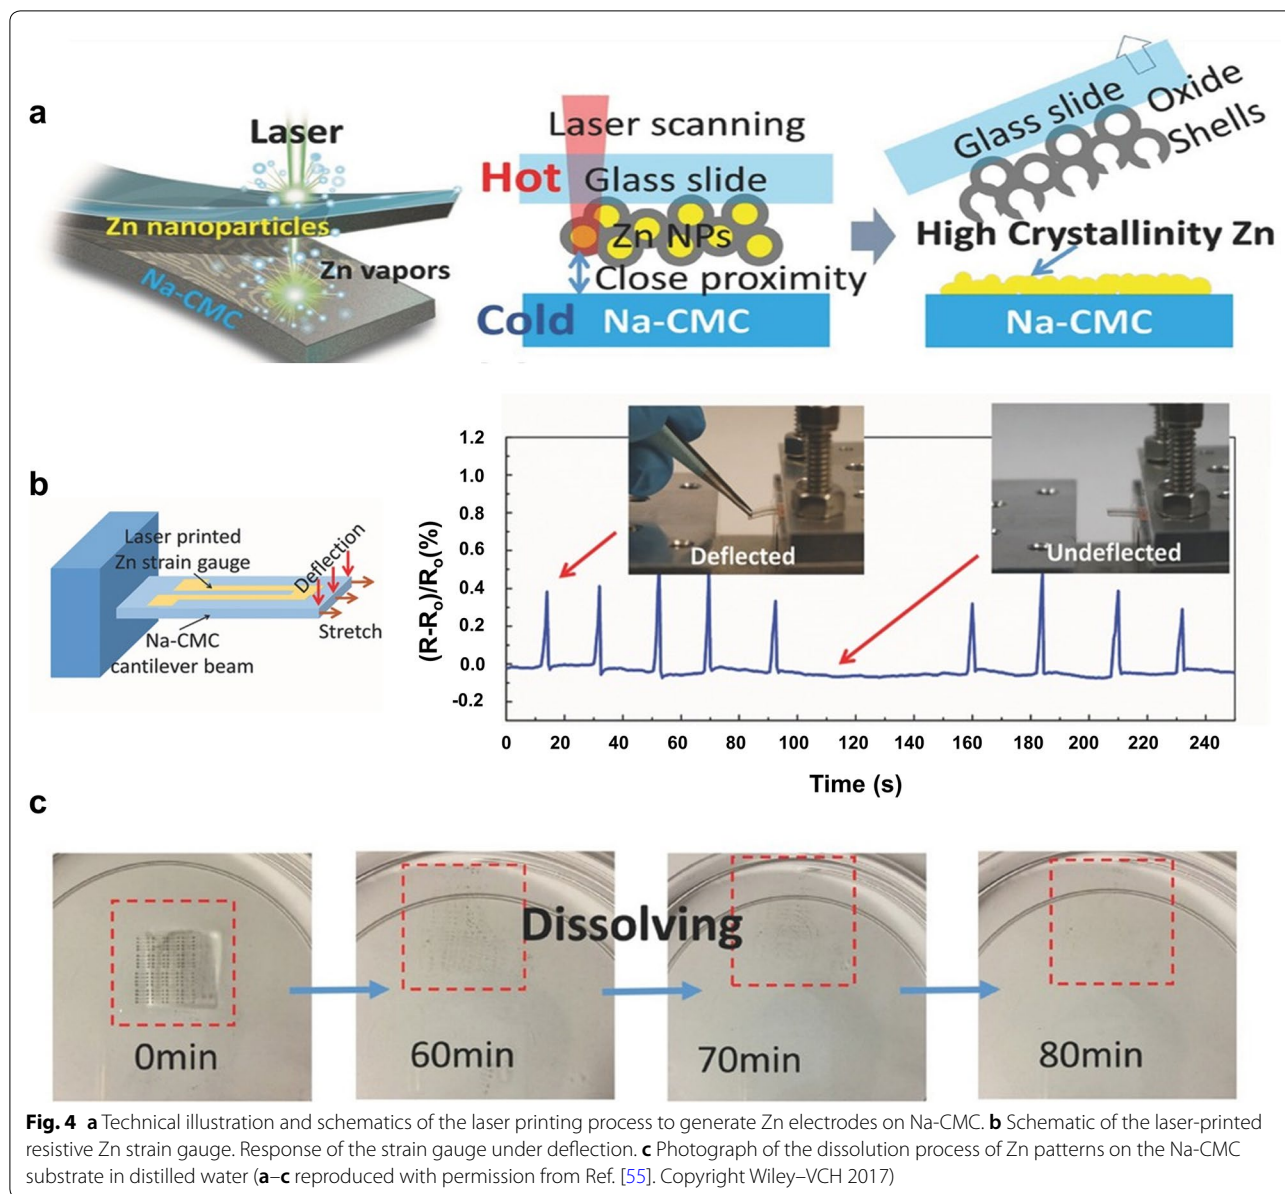 a
Laser
Zn nanoparticles
Zn vapors
Na-CMC
Laser scanning
Hot
Glass slide
Zn NPs
Close proximity
Cold
Na-CMC
Glass slide
Oxide
Shells
High Crystallinity Zn
Na-CMC
b
Laser printed
Zn strain gauge
Deflection
Stretch
Na-CMC
cantilever beam
(R-Ro)/Ro(%)
1.2
1.0
0.8
0.6
0.4
0.2
0.0
-0.2
Deflected
Undeflected
0 20 40 60 80 100 120 140 160 180 200 220 240
Time (s)
c
Dissolving
0min
60min
70min
80min
Fig. 4 a Technical illustration and schematics of the laser printing process to generate Zn electrodes on Na-CMC. b Schematic of the laser-printed
resistive Zn strain gauge. Response of the strain gauge under deflection. c Photograph of the dissolution process of Zn patterns on the Na-CMC
substrate in distilled water (a–c reproduced with permission from Ref. [55]. Copyright Wiley–VCH 2017)